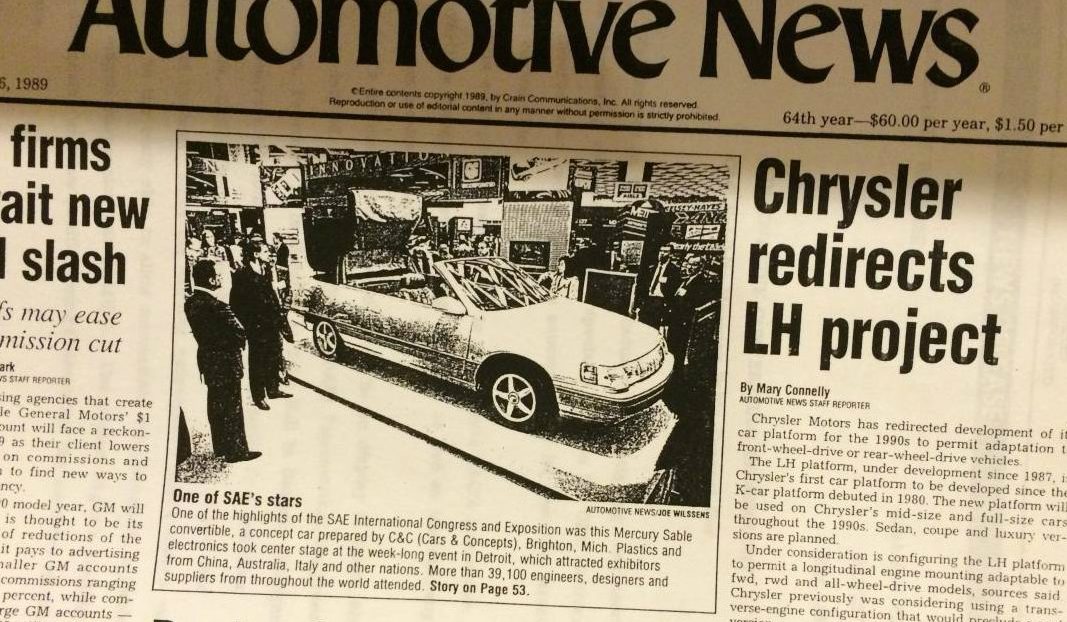 Automotive News®
6, 1989
©Entire contents copyright 1989, by Crain Communications, Inc. All rights reserved.
Reproduction or use of editorial content in any manner without permission is strictly prohibited.
64th year—$60.00 per year, $1.50 per
firms
ait new
slash
may ease
mission cut
ark
STAFF REPORTER
ing agencies that create
le General Motors' $1
ount will face a reckon-
9 as their client lowers
on commissions and
to find new ways to
ncy.
0 model year, GM will
is thought to be its
of reductions of the
it pays to advertising
maller GM accounts
commissions ranging
percent, while com-
rge GM accounts —
INNOVATI
One of SAE's stars
AUTOMOTIVE NEWS/JOE WILSSENS
One of the highlights of the SAE International Congress and Exposition was this Mercury Sable
convertible, a concept car prepared by C&C (Cars & Concepts), Brighton, Mich. Plastics and
electronics took center stage at the week-long event in Detroit, which attracted exhibitors
from China, Australia, Italy and other nations. More than 39,100 engineers, designers and
suppliers from throughout the world attended. Story on Page 53.
Chrysler
redirects
LH project
By Mary Connelly
AUTOMOTIVE NEWS STAFF REPORTER
Chrysler Motors has redirected development of it
car platform for the 1990s to permit adaptation t
front-wheel-drive or rear-wheel-drive vehicles.
The LH platform, under development since 1987, i
Chrysler's first car platform to be developed since the
K-car platform debuted in 1980. The new platform will
be used on Chrysler's mid-size and full-size cars
throughout the 1990s. Sedan, coupe and luxury ver-
sions are planned.
Under consideration is configuring the LH platform
to permit a longitudinal engine mounting adaptable to
fwd, rwd and all-wheel-drive models, sources said
Chrysler previously was considering using a trans-
verse-engine configuration that would preclude